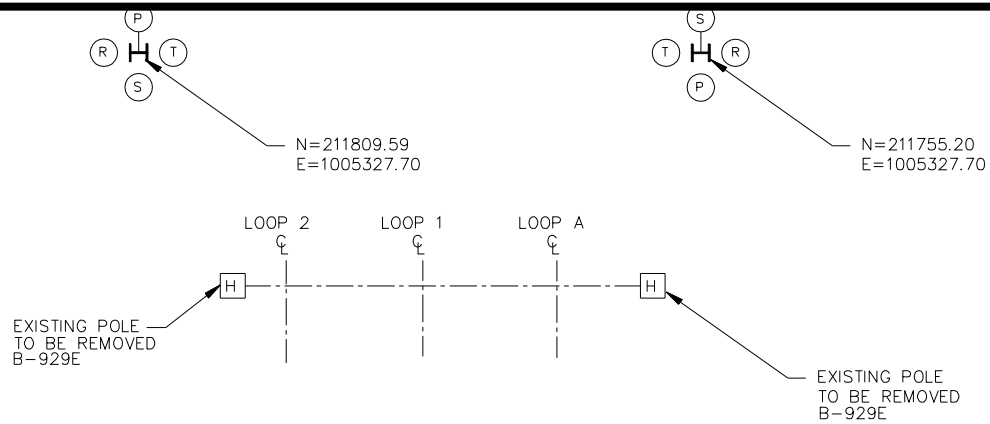 P
R
T
S
N=211809.59
E=1005327.70
S
T
R
P
N=211755.20
E=1005327.70
LOOP 2
℄
LOOP 1
℄
LOOP A
℄
H
H
EXISTING POLE
TO BE REMOVED
B-929E
EXISTING POLE
TO BE REMOVED
B-929E